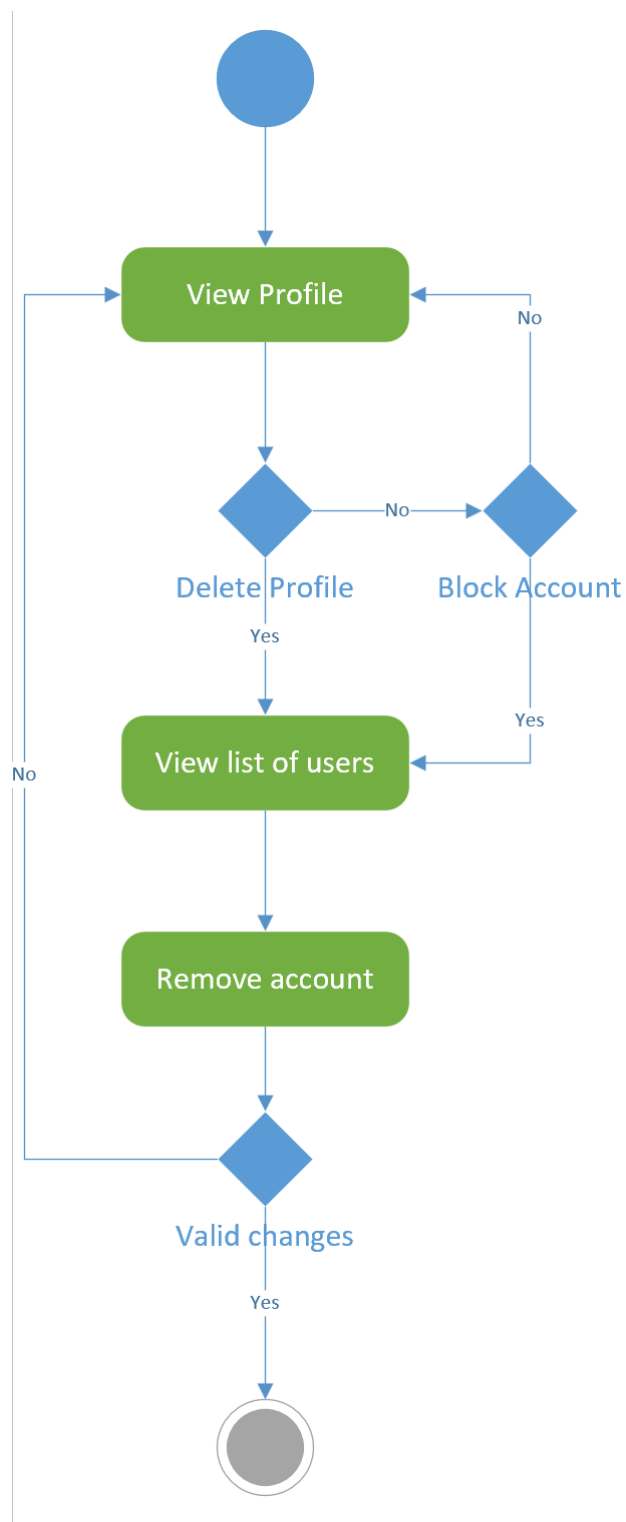 View Profile
No
No
Delete Profile
Block Account
Yes
Yes
View list of users
No
Remove account
Valid changes
Yes